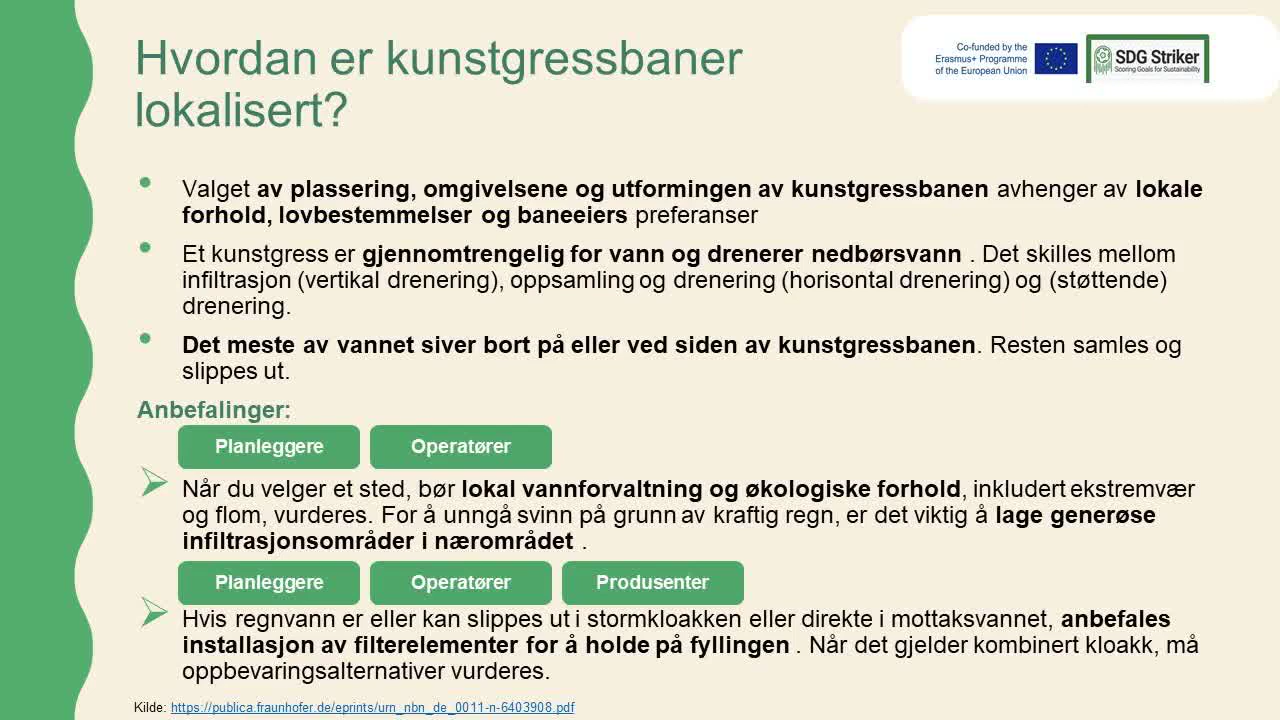 Hvordan er kunstgressbaner
lokalisert?
Co-funded by the
Erasmus+ Programme
of the European Union
SDG Striker
Scoring Goals for Sustainability
• Valget av plassering, omgivelsene og utformingen av kunstgressbanen avhenger av lokale
forhold, lovbestemmelser og baneeiers preferanser
• Et kunstgress er gjennomtrengelig for vann og drenerer nedbørsvann . Det skilles mellom
infiltrasjon (vertikal drenering), oppsamling og drenering (horisontal drenering) og (støttende)
drenering.
• Det meste av vannet siver bort på eller ved siden av kunstgressbanen. Resten samles og
slippes ut.
Anbefalinger:
Planleggere Operatører
➢ Når du velger et sted, bør lokal vannforvaltning og økologiske forhold, inkludert ekstremvær
og flom, vurderes. For å unngå svinn på grunn av kraftig regn, er det viktig å lage generøse
infiltrasjonsområder i nærområdet .
Planleggere Operatører Produsenter
➢ Hvis regnvann er eller kan slippes ut i stormkloakken eller direkte i mottaksvannet, anbefales
installasjon av filterelementer for å holde på fyllingen . Når det gjelder kombinert kloakk, må
oppbevaringsalternativer vurderes.
Kilde: https://publica.fraunhofer.de/eprints/urn_nbn_de_0011-n-6403908.pdf